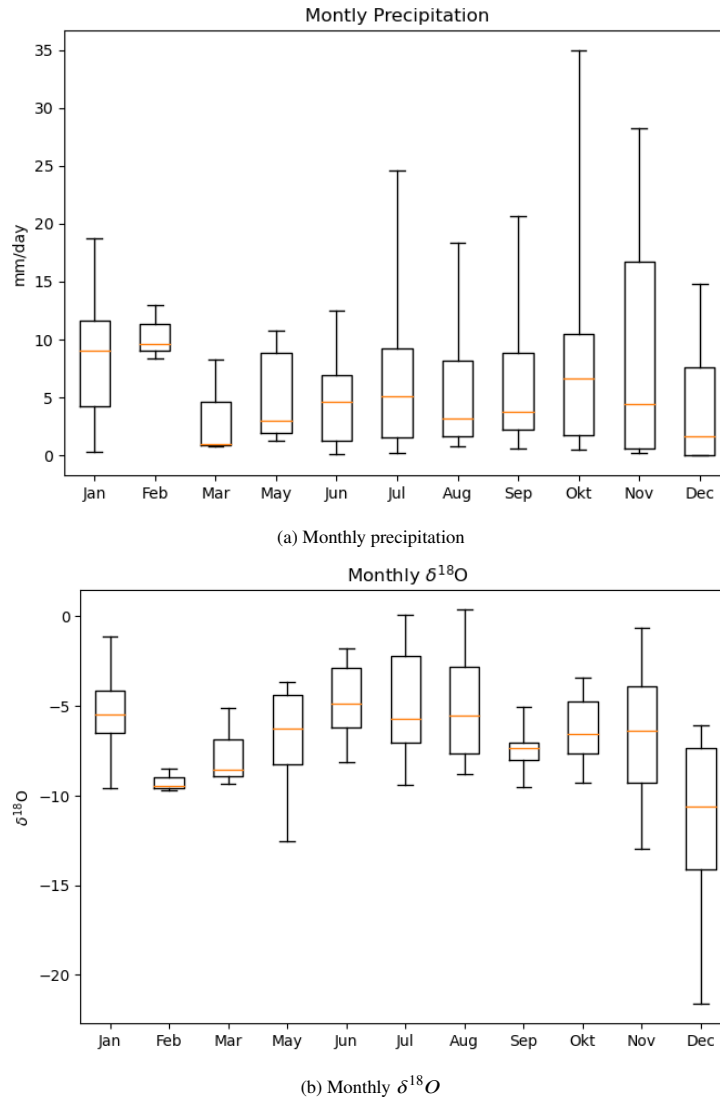 Montly Precipitation
mm/day
35
30
25
20
15
10
5
0
Jan Feb Mar May Jun Jul Aug Sep Okt Nov Dec
(a) Monthly precipitation
Monthly δ¹⁸O
δ¹⁸O
0
−5
−10
−15
−20
Jan Feb Mar May Jun Jul Aug Sep Okt Nov Dec
(b) Monthly δ¹⁸O